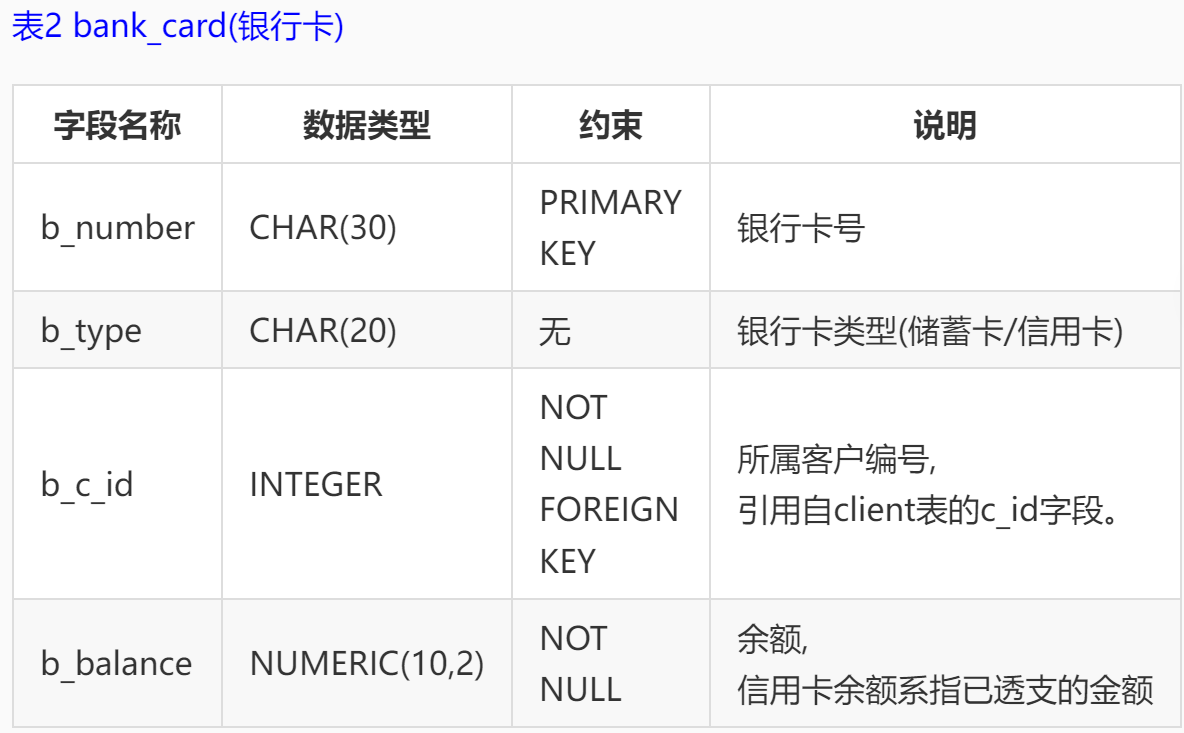 表2 bank_card(银行卡)
字段名称 数据类型 约束 说明
b_number CHAR(30) PRIMARY KEY 银行卡号
b_type CHAR(20) 无 银行卡类型(储蓄卡/信用卡)
b_c_id INTEGER NOT NULL FOREIGN KEY 所属客户编号, 引用自client表的c_id字段。
b_balance NUMERIC(10,2) NOT NULL 余额, 信用卡余额系指已透支的金额